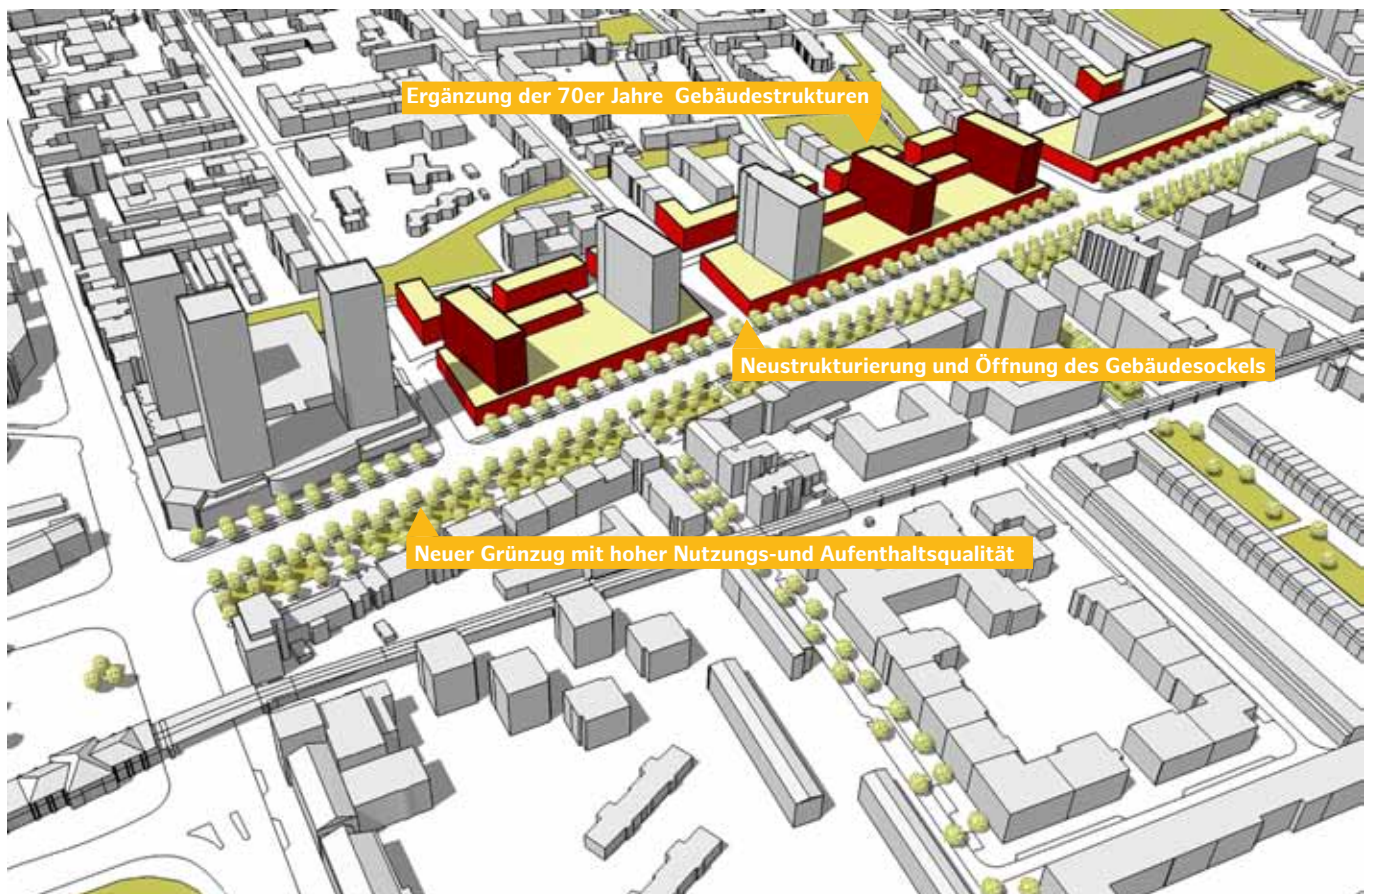 Ergänzung der 70er Jahre Gebäudestrukturen
Neustrukturierung und Öffnung des Gebäudesockels
Neuer Grünzug mit hoher Nutzungs-und Aufenthaltsqualität